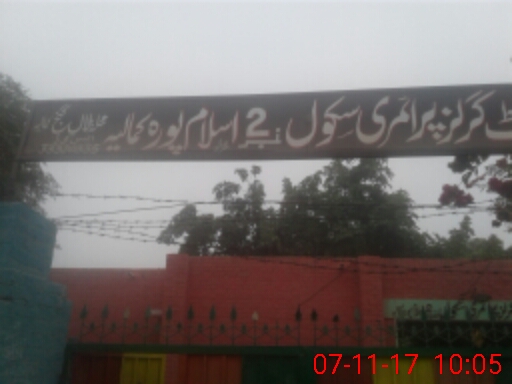 گرلز پرائمری سکول نمبر 2 اسلام پورہ کمالیہ
07-11-17 10:05